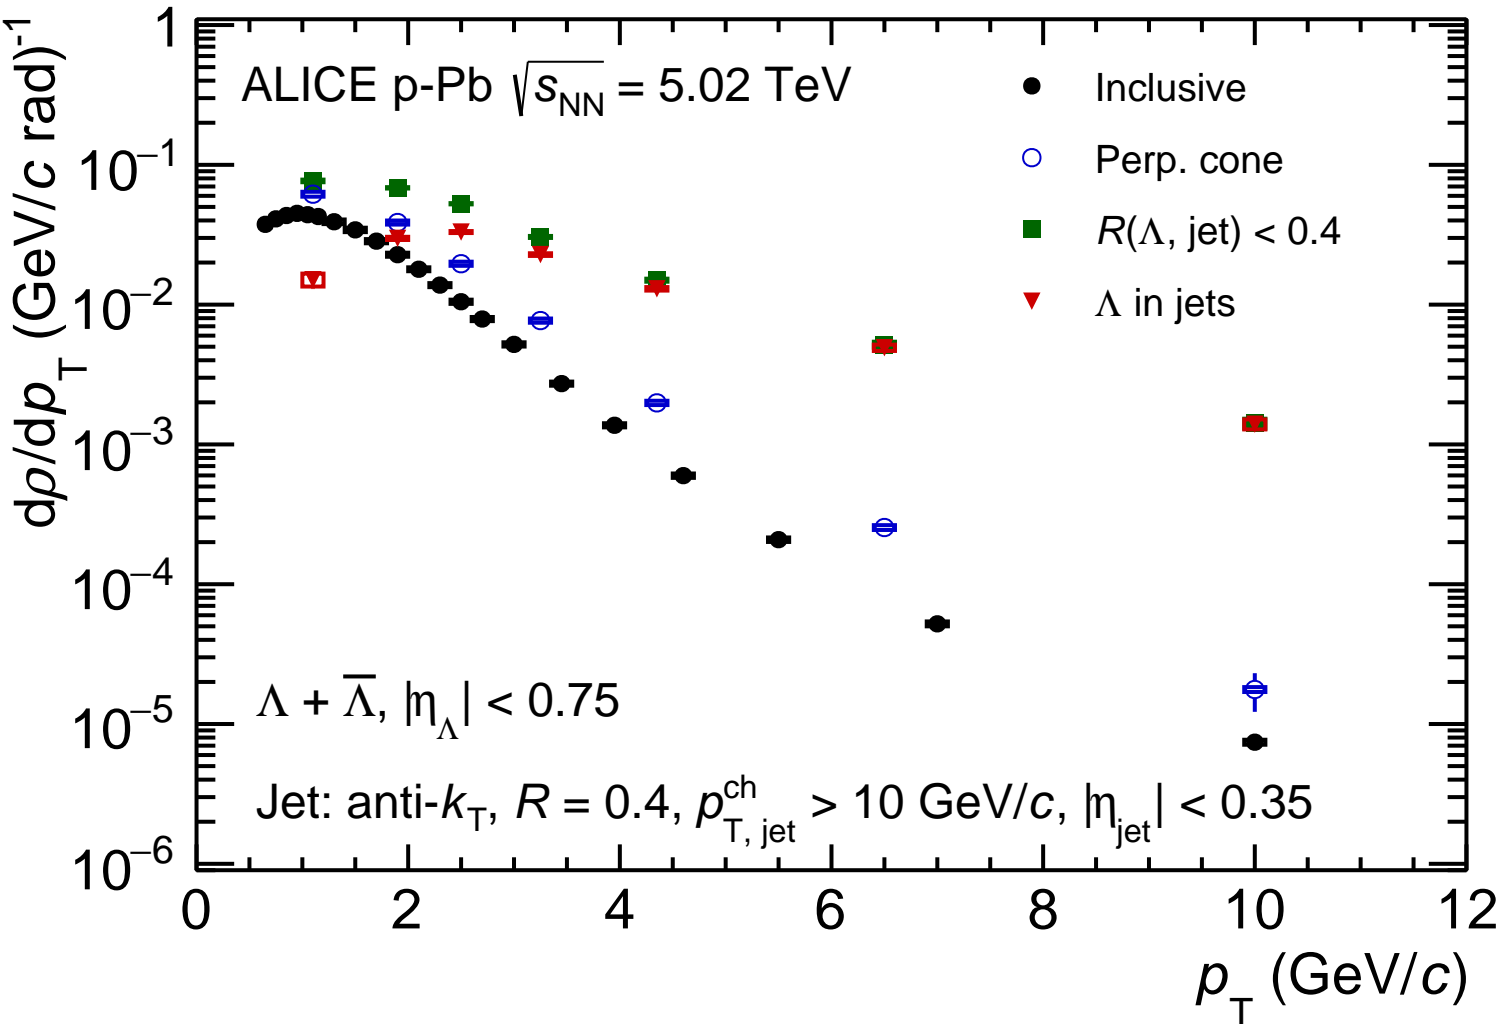 dρ/dp_T (GeV/c rad)⁻¹
1
10⁻¹
10⁻²
10⁻³
10⁻⁴
10⁻⁵
10⁻⁶
ALICE p-Pb √s_NN = 5.02 TeV
Inclusive
Perp. cone
R(Λ, jet) < 0.4
Λ in jets
Λ + Λ̅, |η_Λ| < 0.75
Jet: anti-k_T, R = 0.4, p_T, jet^ch > 10 GeV/c, |η_jet| < 0.35
0 2 4 6 8 10 12
p_T (GeV/c)